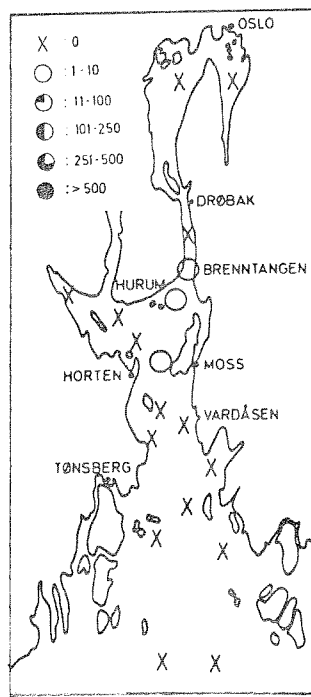 OSLO
X : 0
: 1-10
: 11-100
: 101-250
: 251-500
: > 500
DRØBAK
BRENNTANGEN
HURUM
MOSS
HORTEN
VARDÅSEN
TØNSBERG